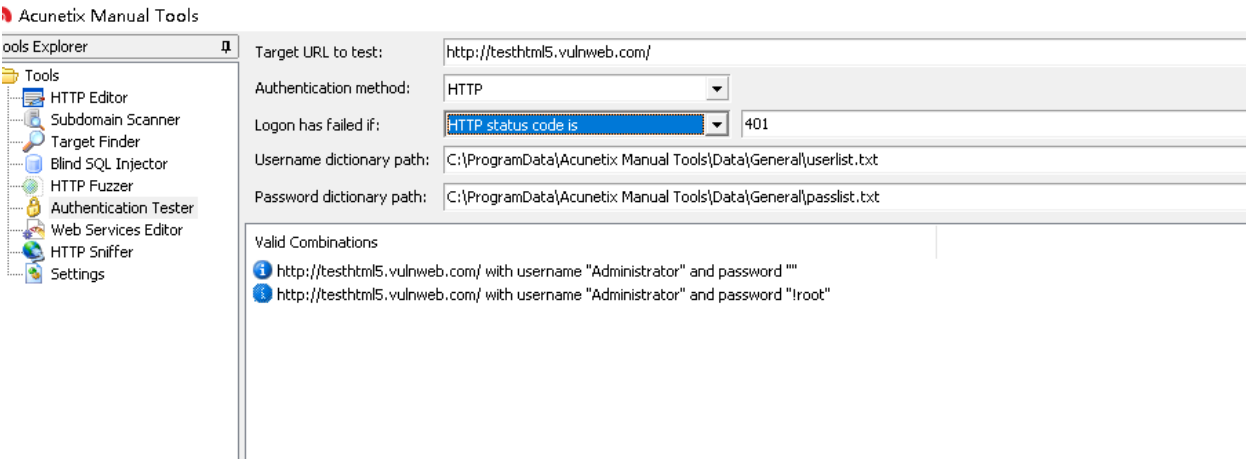 Acunetix Manual Tools
ools Explorer
Tools
HTTP Editor
Subdomain Scanner
Target Finder
Blind SQL Injector
HTTP Fuzzer
Authentication Tester
Web Services Editor
HTTP Sniffer
Settings
Target URL to test: http://testhtml5.vulnweb.com/
Authentication method: HTTP
Logon has failed if: HTTP status code is 401
Username dictionary path: C:\ProgramData\Acunetix Manual Tools\Data\General\userlist.txt
Password dictionary path: C:\ProgramData\Acunetix Manual Tools\Data\General\passlist.txt
Valid Combinations
http://testhtml5.vulnweb.com/ with username "Administrator" and password ""
http://testhtml5.vulnweb.com/ with username "Administrator" and password "!root"